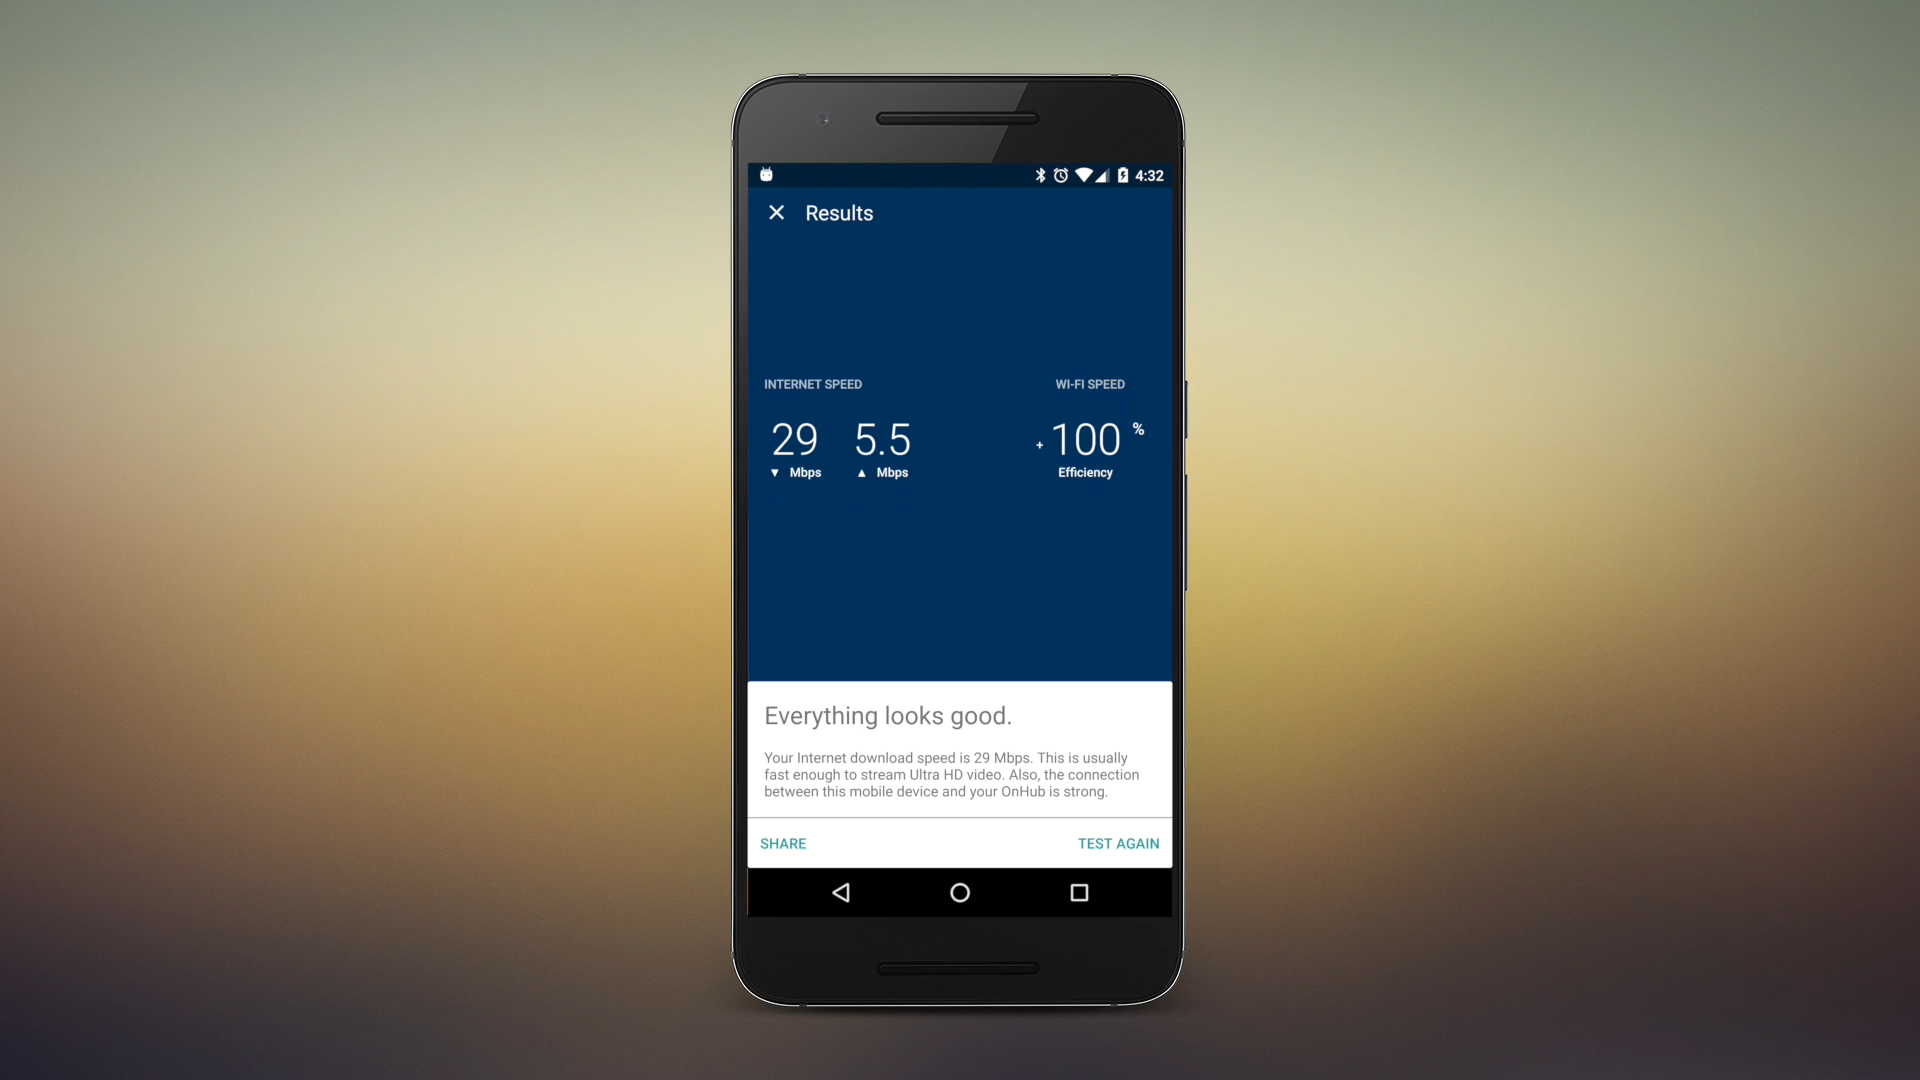 4:32
Results
INTERNET SPEED
WI-FI SPEED
29 5.5
+100 %
Mbps Mbps
Efficiency
Everything looks good.
Your Internet download speed is 29 Mbps. This is usually
fast enough to stream Ultra HD video. Also, the connection
between this mobile device and your OnHub is strong.
SHARE
TEST AGAIN